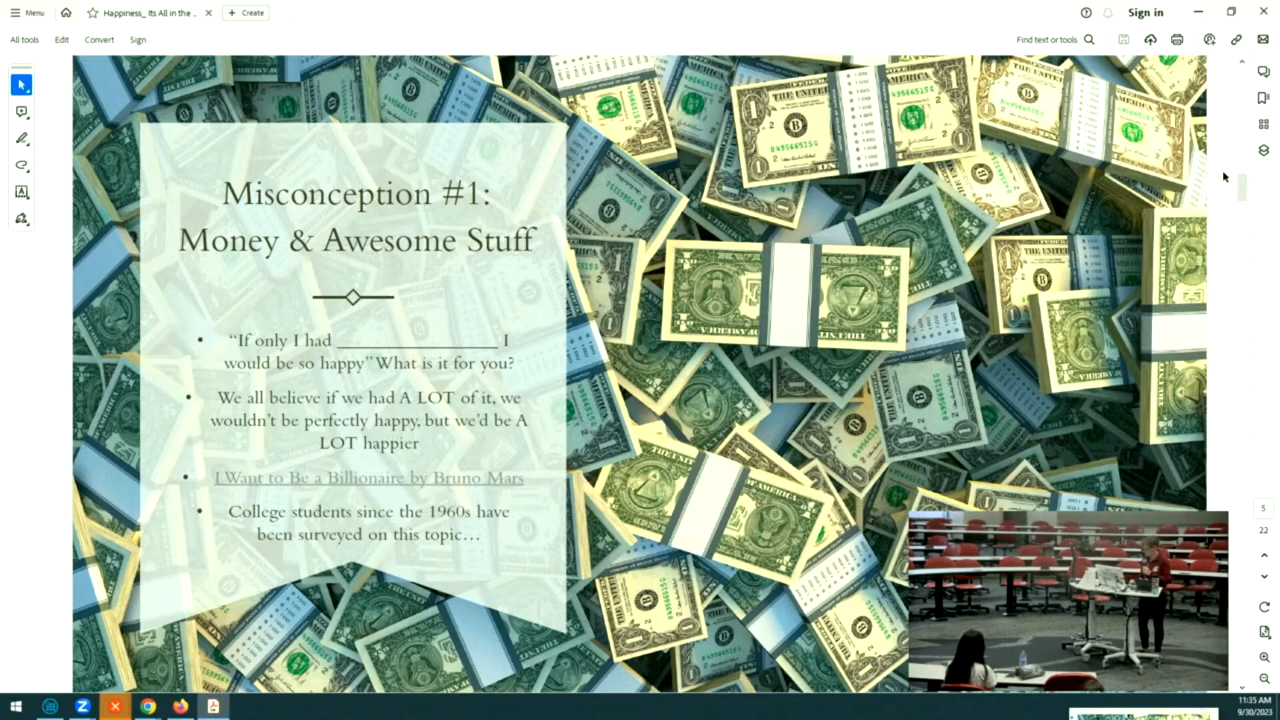 Menu
Happiness_ Its All in the ..
Create
Sign in
All tools
Edit
Convert
Sign
Find text or tools
Misconception #1:
Money & Awesome Stuff
• “If only I had _________________ I
would be so happy” What is it for you?
• We all believe if we had A LOT of it, we
wouldn’t be perfectly happy, but we’d be A
LOT happier
• I Want to Be a Billionaire by Bruno Mars
• College students since the 1960s have
been surveyed on this topic…
5
22
11:35 AM
9/30/2023